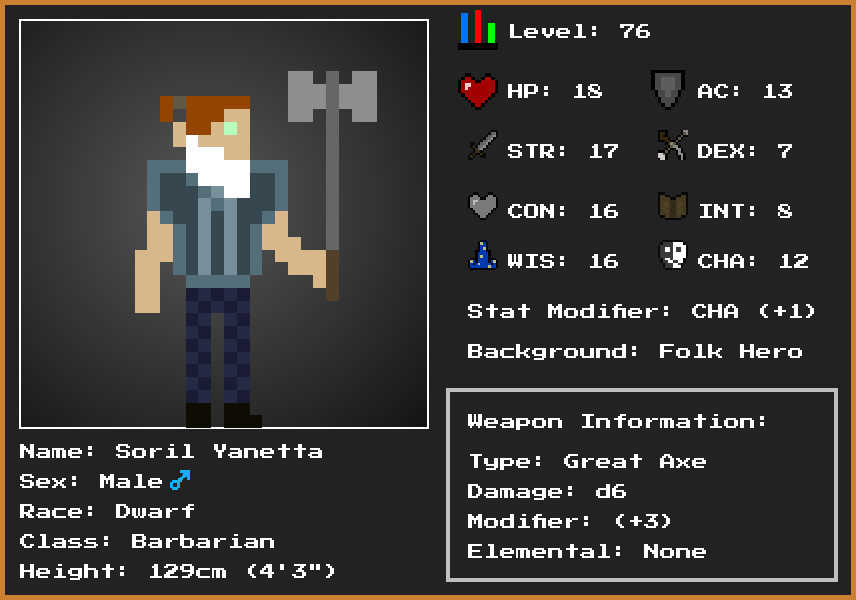 Level: 76
HP: 18 AC: 13
STR: 17 DEX: 7
CON: 16 INT: 8
WIS: 16 CHA: 12
Stat Modifier: CHA (+1)
Background: Folk Hero
Weapon Information:
Type: Great Axe
Damage: d6
Modifier: (+3)
Elemental: None
Name: Soril Yanetta
Sex: Male ♂
Race: Dwarf
Class: Barbarian
Height: 129cm (4'3")